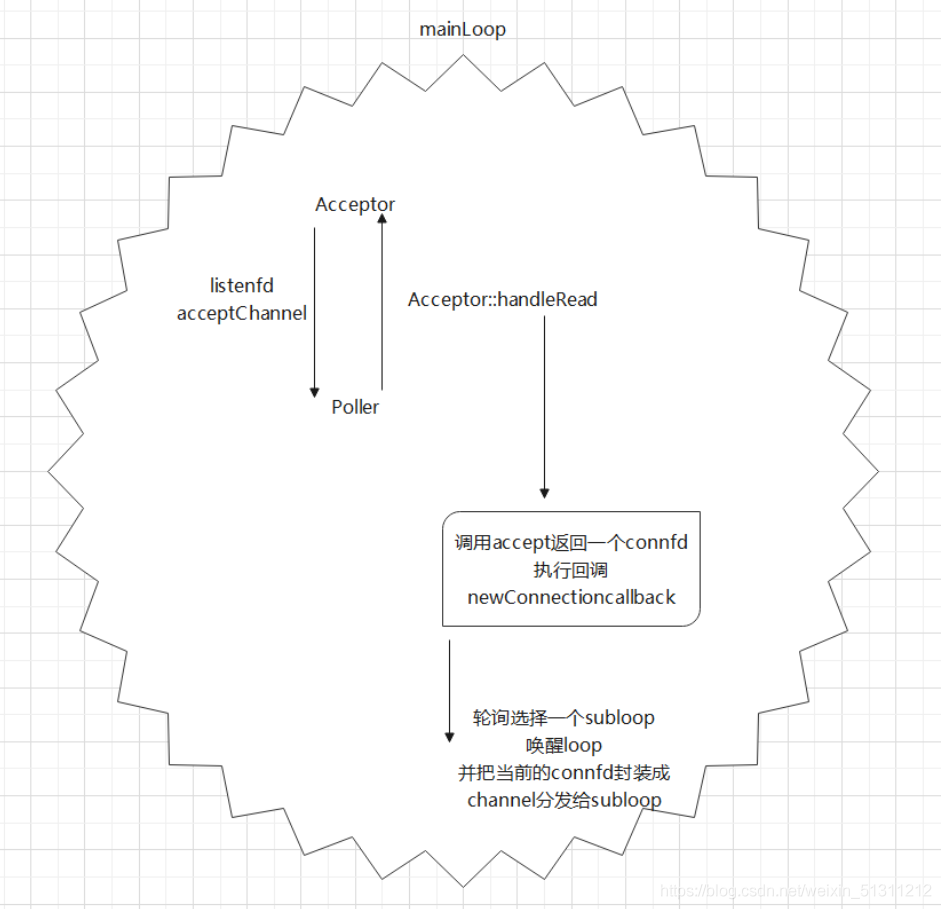 mainLoop
Acceptor
listenfd
acceptChannel
Acceptor::handleRead
Poller
调用accept返回一个connfd
执行回调
newConnectioncallback
轮询选择一个subloop
唤醒loop
并把当前的connfd封装成
channel分发给subloop
https://blog.csdn.net/weixin_51311212